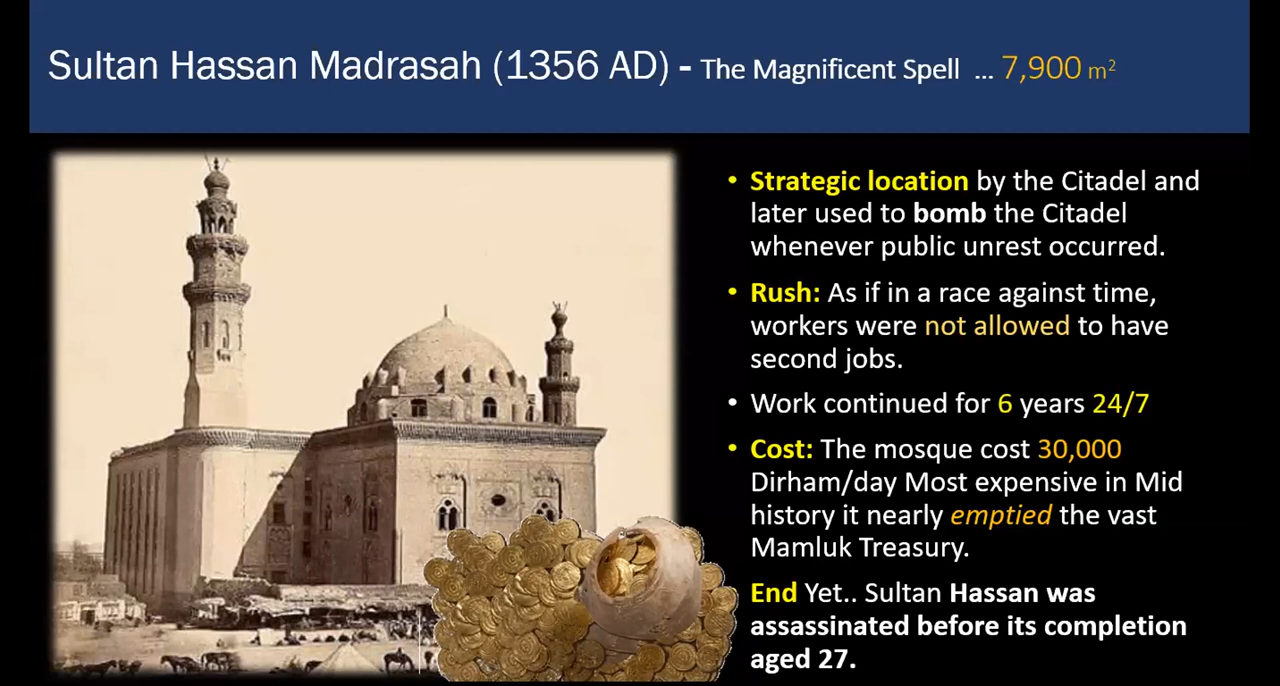 Sultan Hassan Madrasah (1356 AD) - The Magnificent Spell ... 7,900 m²
• Strategic location by the Citadel and
later used to bomb the Citadel
whenever public unrest occurred.
• Rush: As if in a race against time,
workers were not allowed to have
second jobs.
• Work continued for 6 years 24/7
• Cost: The mosque cost 30,000
Dirham/day Most expensive in Mid
history it nearly emptied the vast
Mamluk Treasury.
End Yet.. Sultan Hassan was
assassinated before its completion
aged 27.